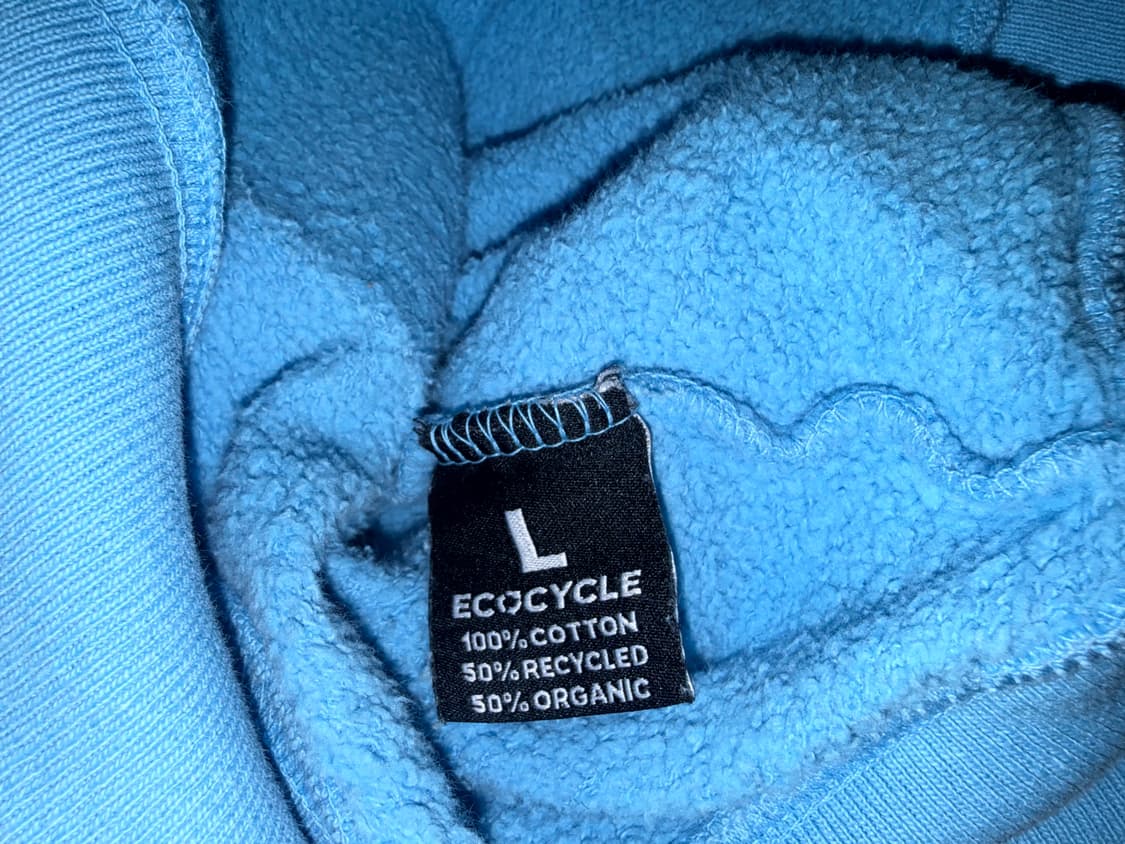 L
ECOCYCLE
100% COTTON
50% RECYCLED
50% ORGANIC